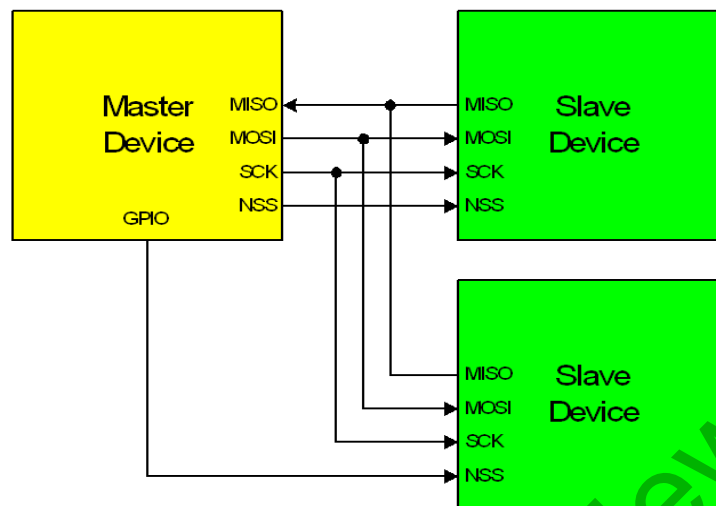 Master
Device
MISO
MOSI
SCK
NSS
GPIO
MISO
MOSI
SCK
NSS
Slave
Device
MISO
MOSI
SCK
NSS
Slave
Device